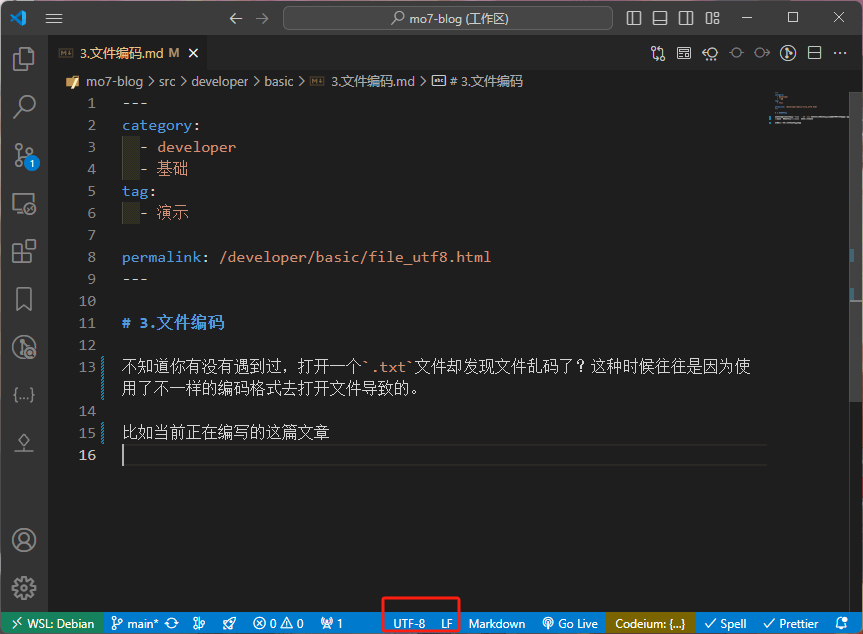 mo7-blog (工作区)
3.文件编码.md M
mo7-blog > src > developer > basic > 3.文件编码.md > # 3.文件编码
1 ---
2 category:
3 - developer
4 - 基础
5 tag:
6 - 演示
7
8 permalink: /developer/basic/file_utf8.html
9 ---
10
11 # 3.文件编码
12
13 不知道你有没有遇到过，打开一个`.txt`文件却发现文件乱码了？这种时候往往是因为使
用了不一样的编码格式去打开文件导致的。
14
15 比如当前正在编写的这篇文章
16
1
WSL: Debian main* 0 0 1 UTF-8 LF Markdown Go Live Codeium: {...} Spell Prettier